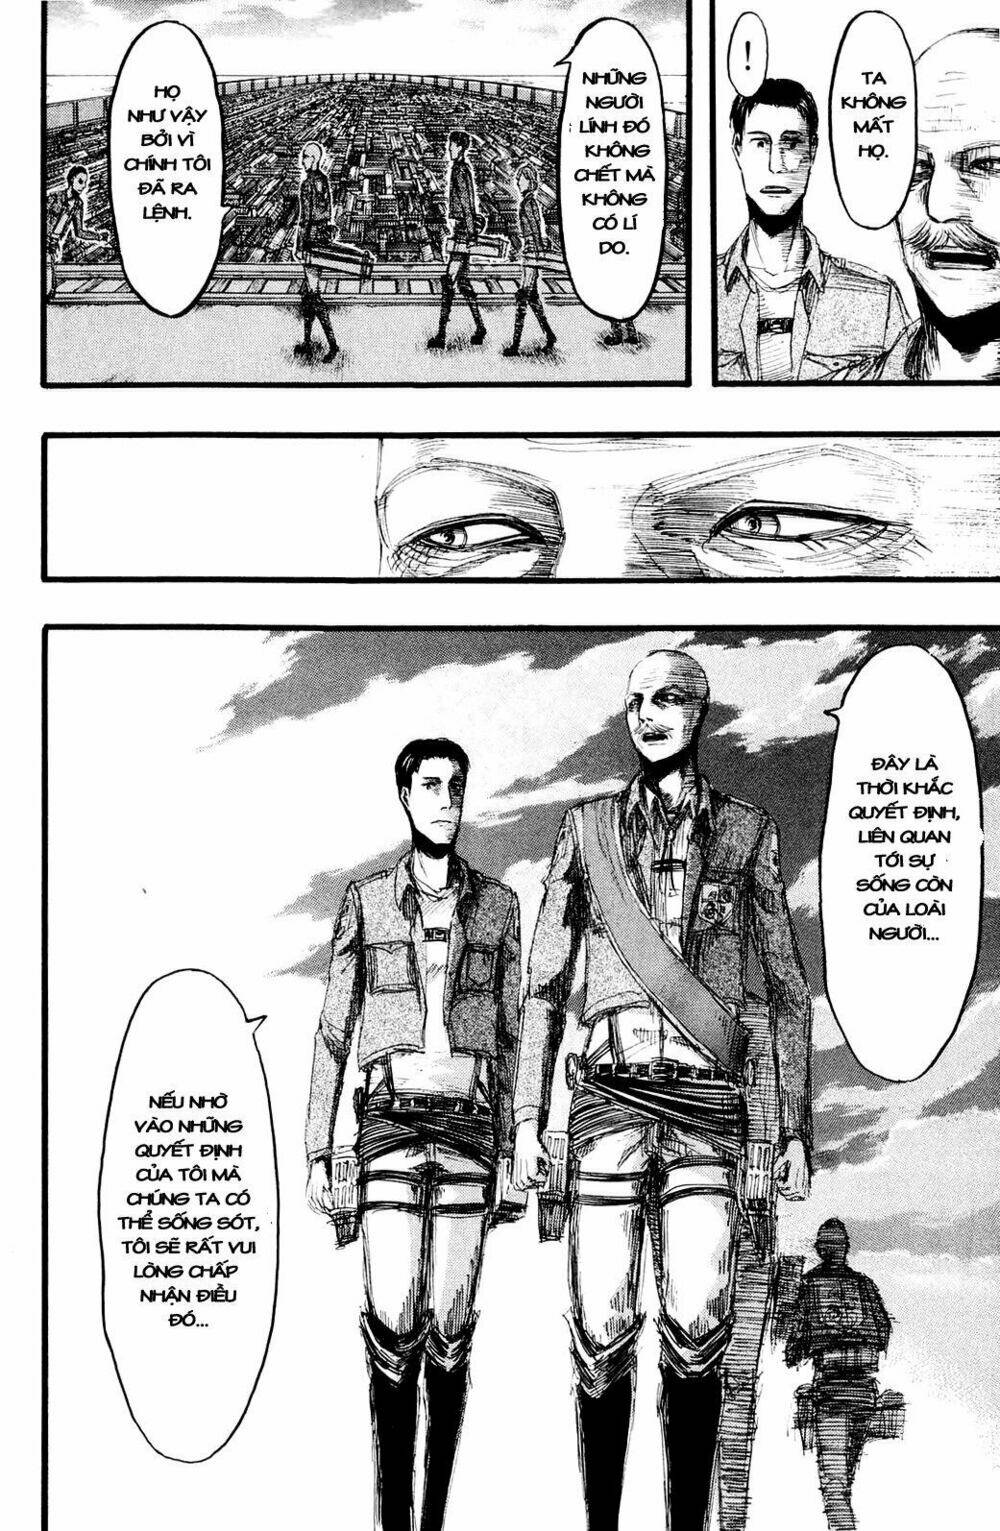 !
TA
KHÔNG
MẤT
HỌ.
NHỮNG
NGƯỜI
LÍNH ĐÓ
KHÔNG
CHẾT MÀ
KHÔNG
CÓ LÍ
DO.
HỌ
NHƯ VẬY
BỞI VÌ
CHÍNH TÔI
ĐÃ RA
LỆNH.
ĐÂY LÀ
THỜI KHẮC
QUYẾT ĐỊNH,
LIÊN QUAN
TỚI SỰ
SỐNG CÒN
CỦA LOÀI
NGƯỜI...
NẾU NHỜ
VÀO NHỮNG
QUYẾT ĐỊNH
CỦA TÔI MÀ
CHÚNG TA CÓ
THỂ SỐNG SÓT,
TÔI SẼ RẤT VUI
LÒNG CHẤP
NHẬN ĐIỀU
ĐÓ...